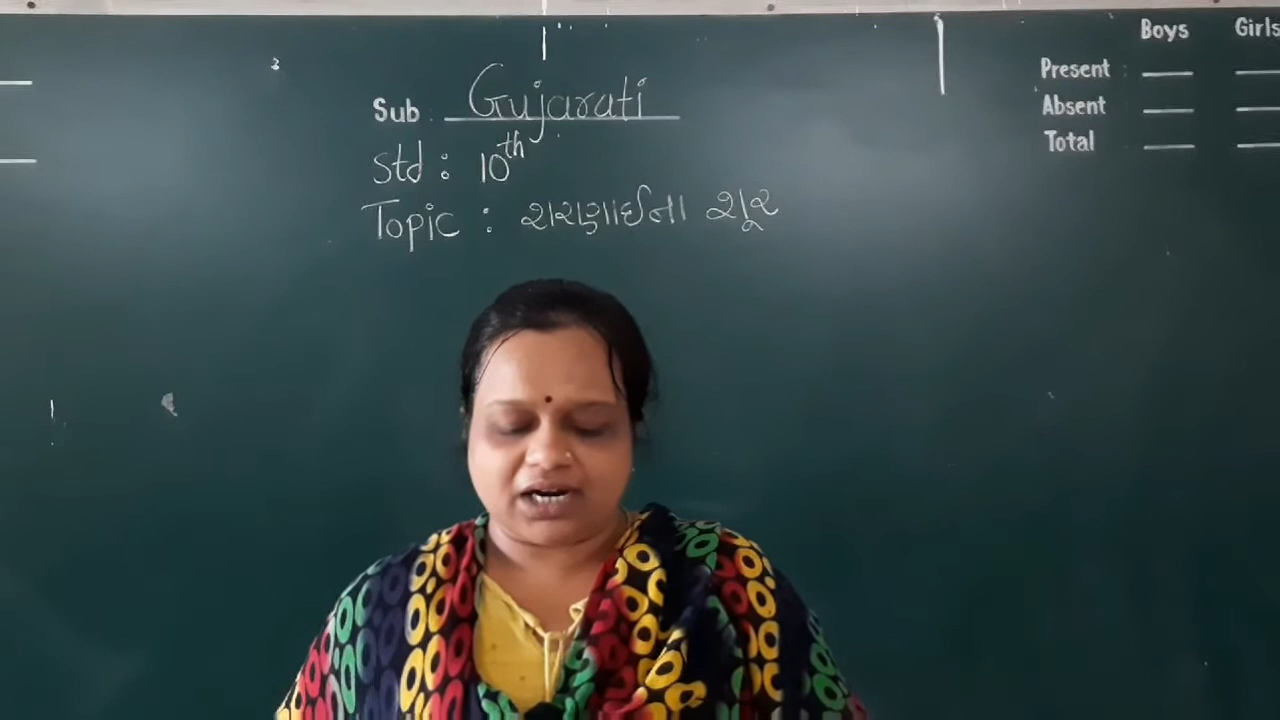 Sub Gujarati
Std : 10th
Topic : શરણાઈના શૂર
Boys Girls
Present :
Absent :
Total